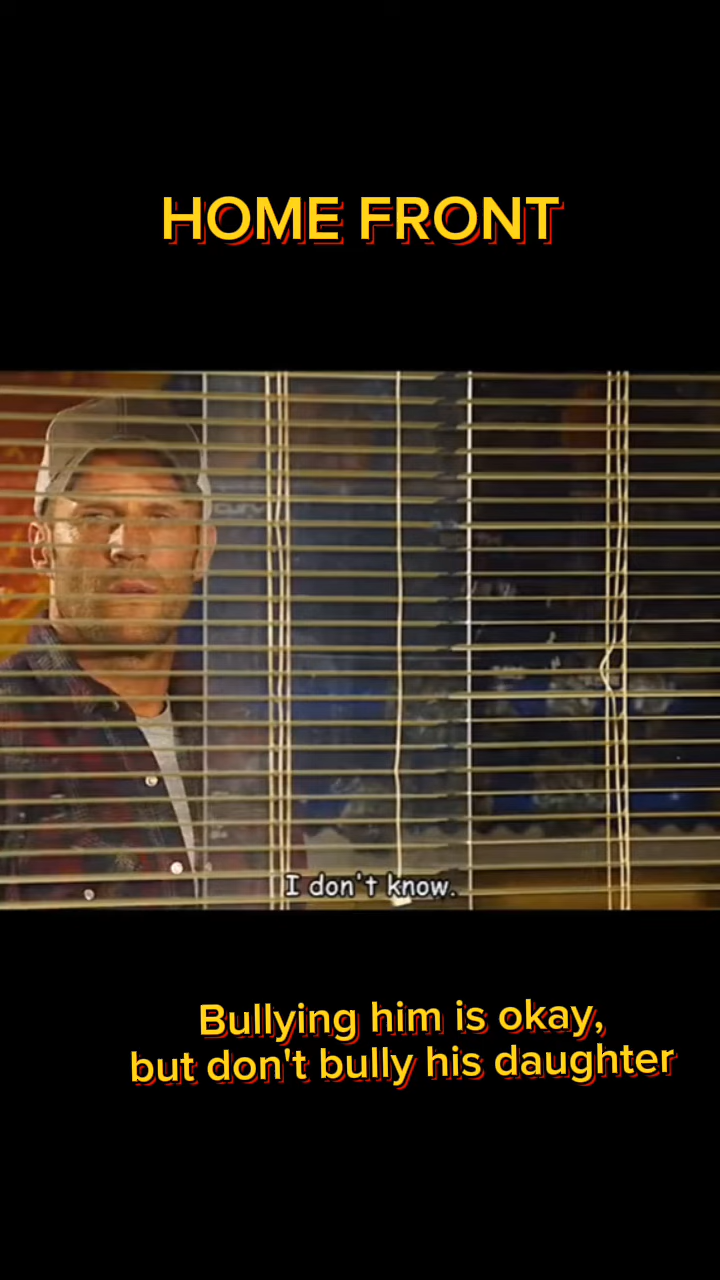 HOME FRONT
I don't know.
Bullying him is okay,
but don't bully his daughter